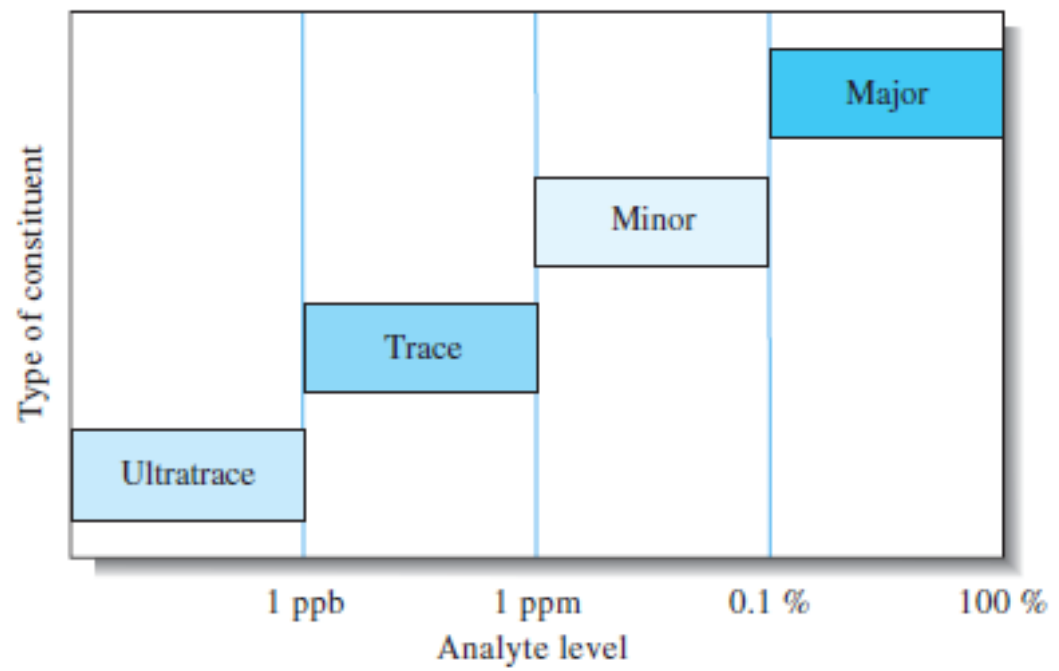 Major
Minor
Trace
Ultratrace
Type of constituent
1 ppb 1 ppm 0.1 % 100 %
Analyte level